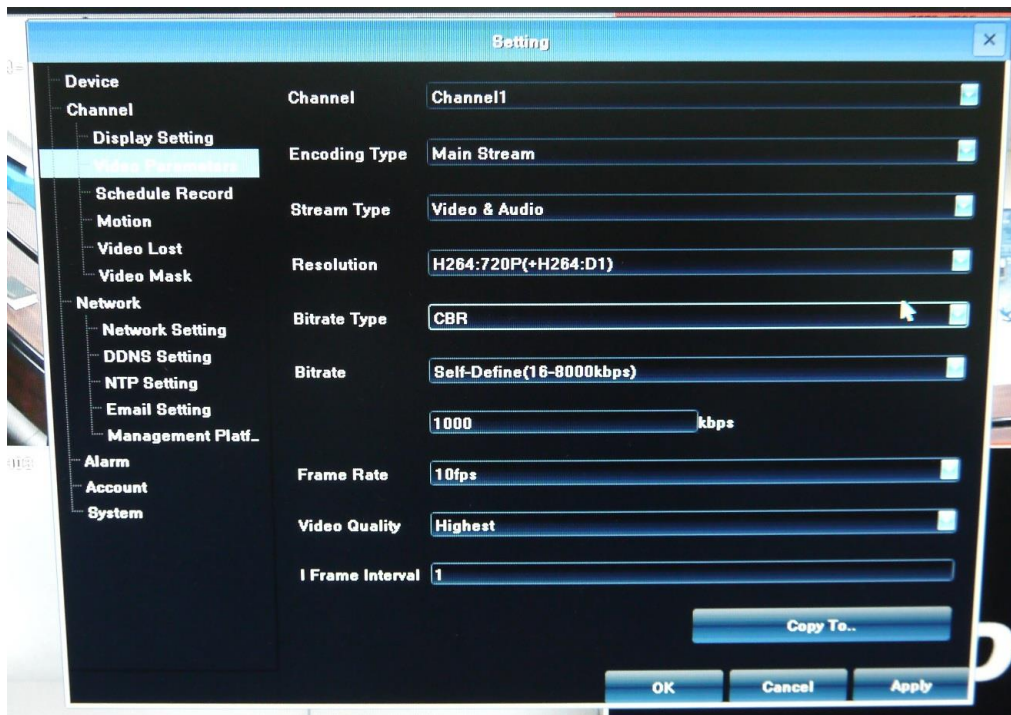 Setting
Device
Channel
Display Setting
Video Parameters
Schedule Record
Motion
Video Lost
Video Mask
Network
Network Setting
DDNS Setting
NTP Setting
Email Setting
Management Platf_
Alarm
Account
System
Channel Channel1
Encoding Type Main Stream
Stream Type Video & Audio
Resolution H264:720P(+H264:D1)
Bitrate Type CBR
Bitrate Self-Define(16-8000kbps)
1000 kbps
Frame Rate 10fps
Video Quality Highest
I Frame Interval 1
Copy To..
OK Cancel Apply